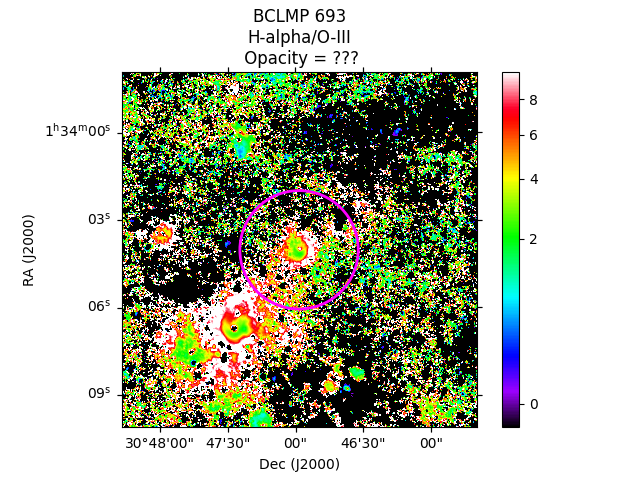 BCLMP 693
H-alpha/O-III
Opacity = ???
1ʰ34ᵐ00ˢ
03ˢ
06ˢ
09ˢ
RA (J2000)
30°48'00"
47'30"
00"
46'30"
00"
Dec (J2000)
8
6
4
2
0